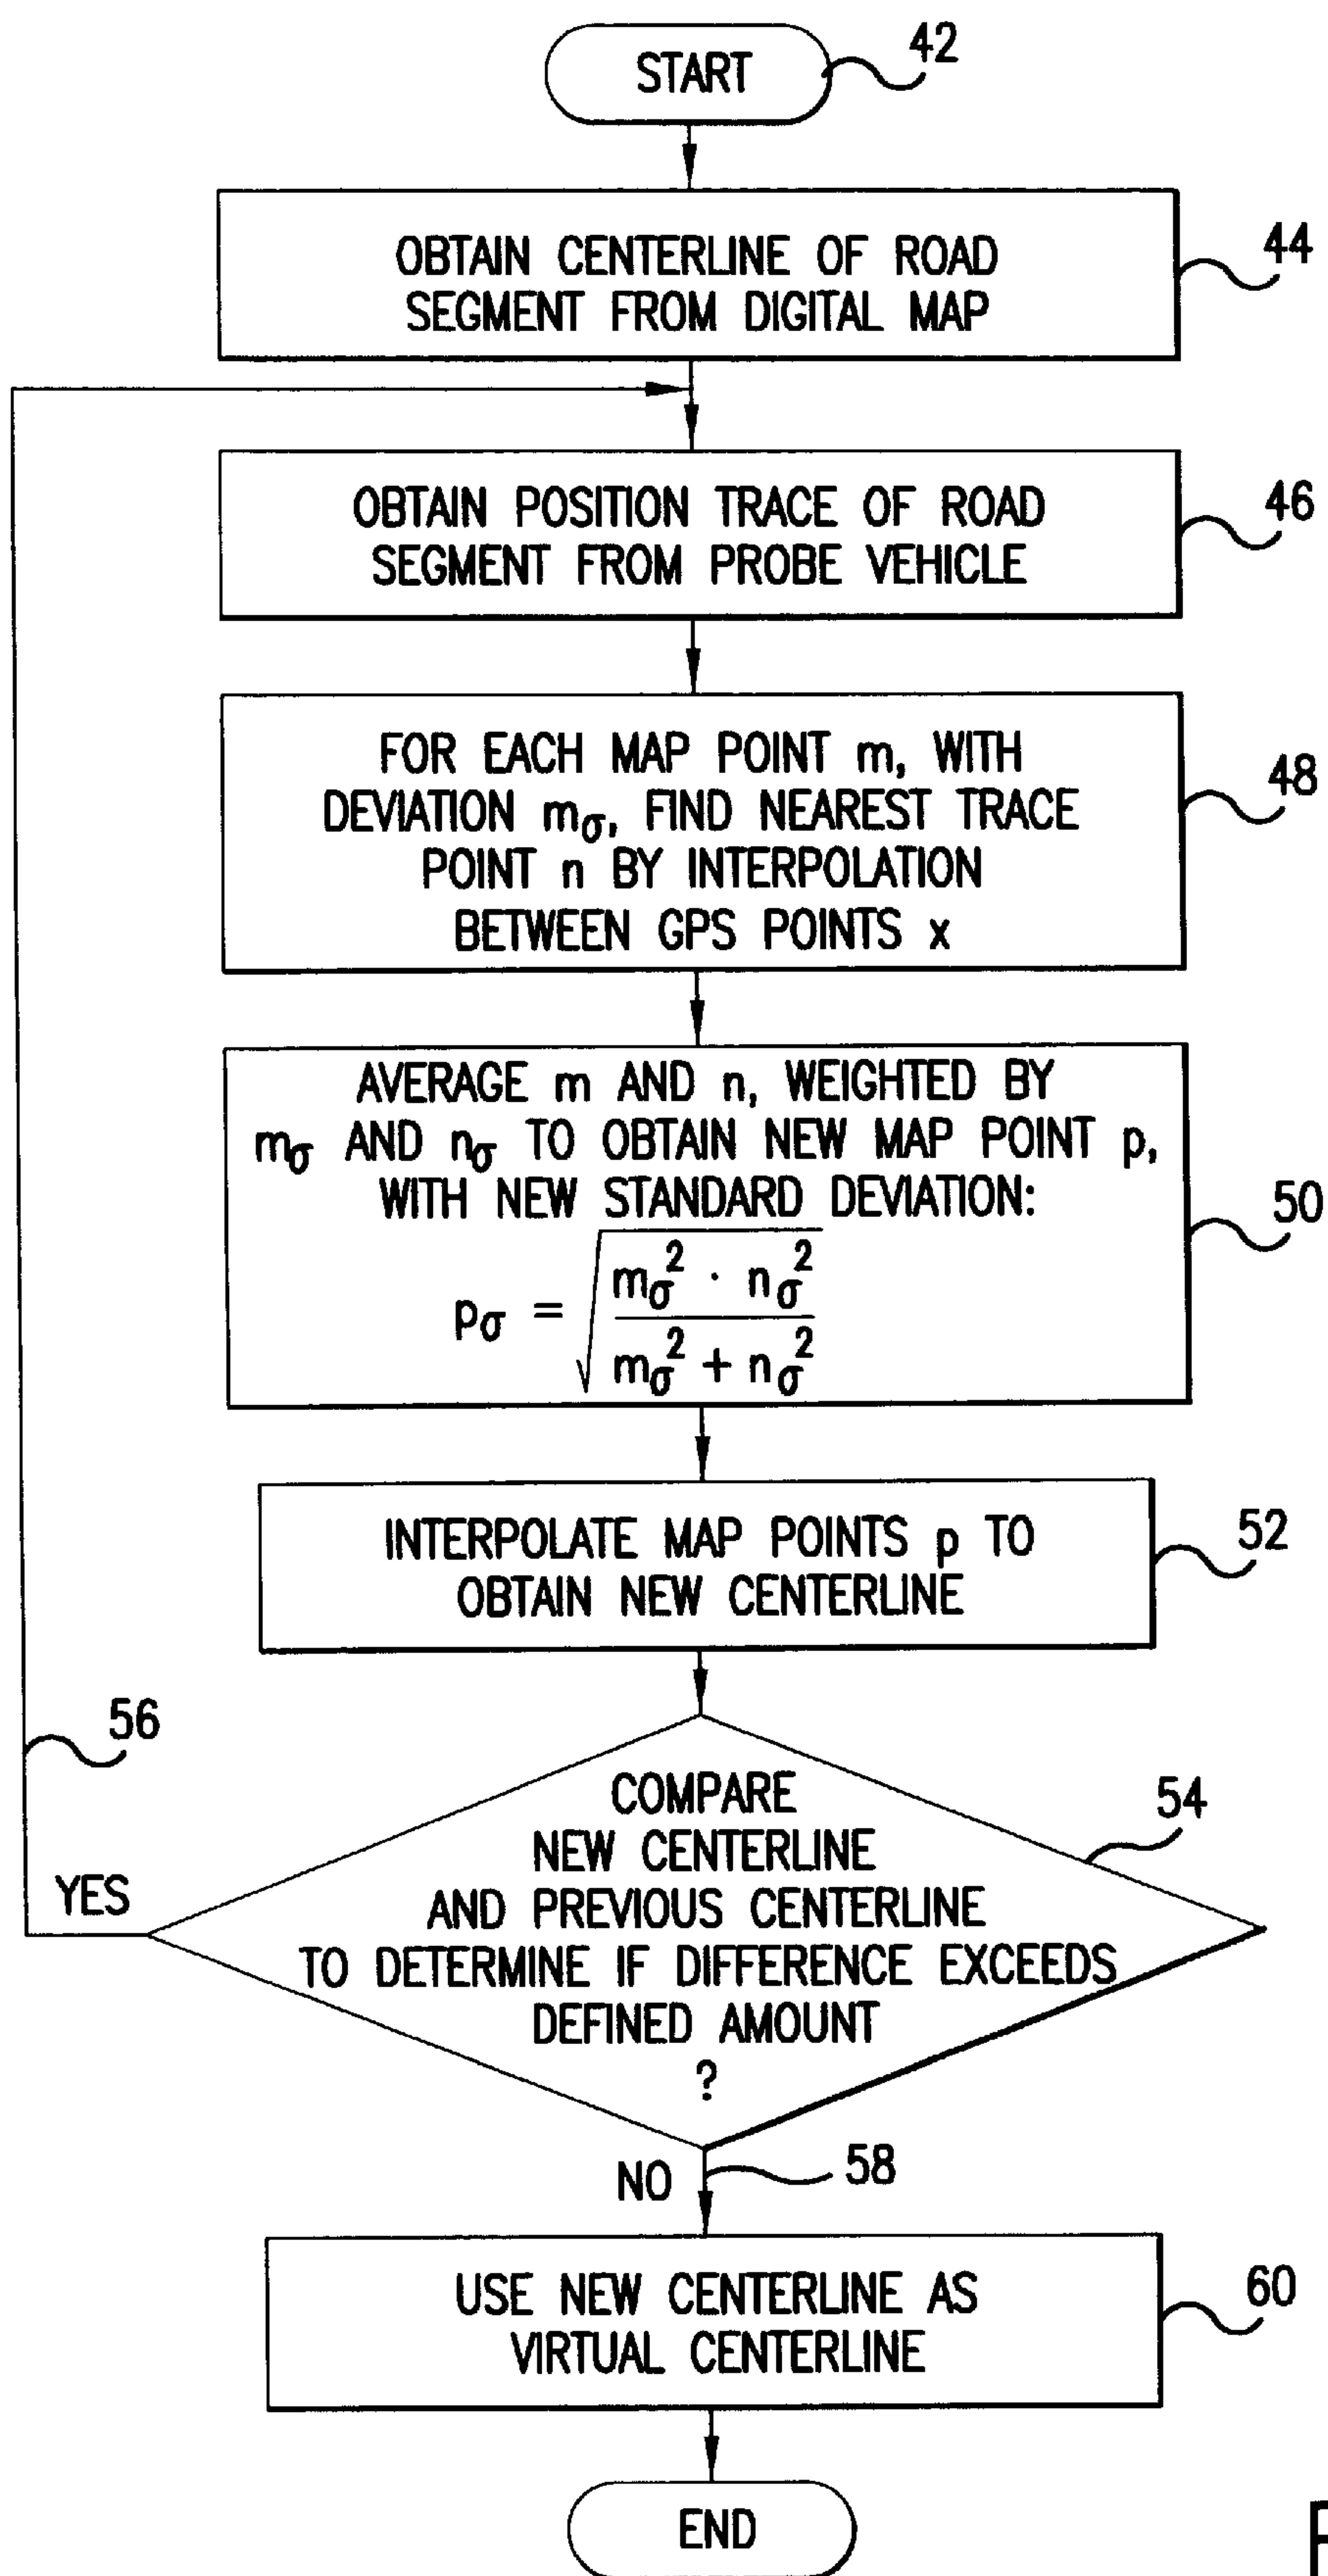 START
42
OBTAIN CENTERLINE OF ROAD
SEGMENT FROM DIGITAL MAP
44
OBTAIN POSITION TRACE OF ROAD
SEGMENT FROM PROBE VEHICLE
46
FOR EACH MAP POINT m, WITH
DEVIATION mσ, FIND NEAREST TRACE
POINT n BY INTERPOLATION
BETWEEN GPS POINTS x
48
AVERAGE m AND n, WEIGHTED BY
mσ AND nσ TO OBTAIN NEW MAP POINT p,
WITH NEW STANDARD DEVIATION:
pσ = √((mσ² · nσ²) / (mσ² + nσ²))
50
INTERPOLATE MAP POINTS p TO
OBTAIN NEW CENTERLINE
52
56
COMPARE
NEW CENTERLINE
AND PREVIOUS CENTERLINE
TO DETERMINE IF DIFFERENCE EXCEEDS
DEFINED AMOUNT
?
54
YES
NO
58
USE NEW CENTERLINE AS
VIRTUAL CENTERLINE
60
END